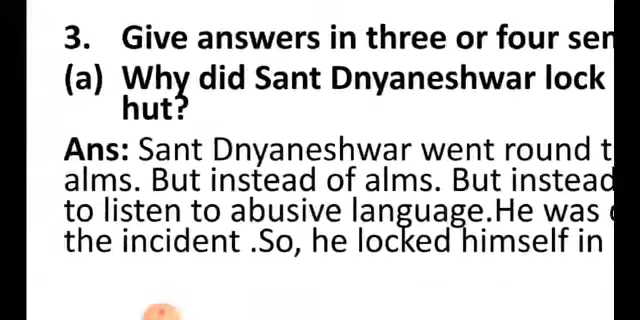 3. Give answers in three or four
(a) Why did Sant Dnyaneshwar lock
hut?
Ans: Sant Dnyaneshwar went round
alms. But instead of alms. But instead
to listen to abusive language.He was
the incident .So, he locked himself in